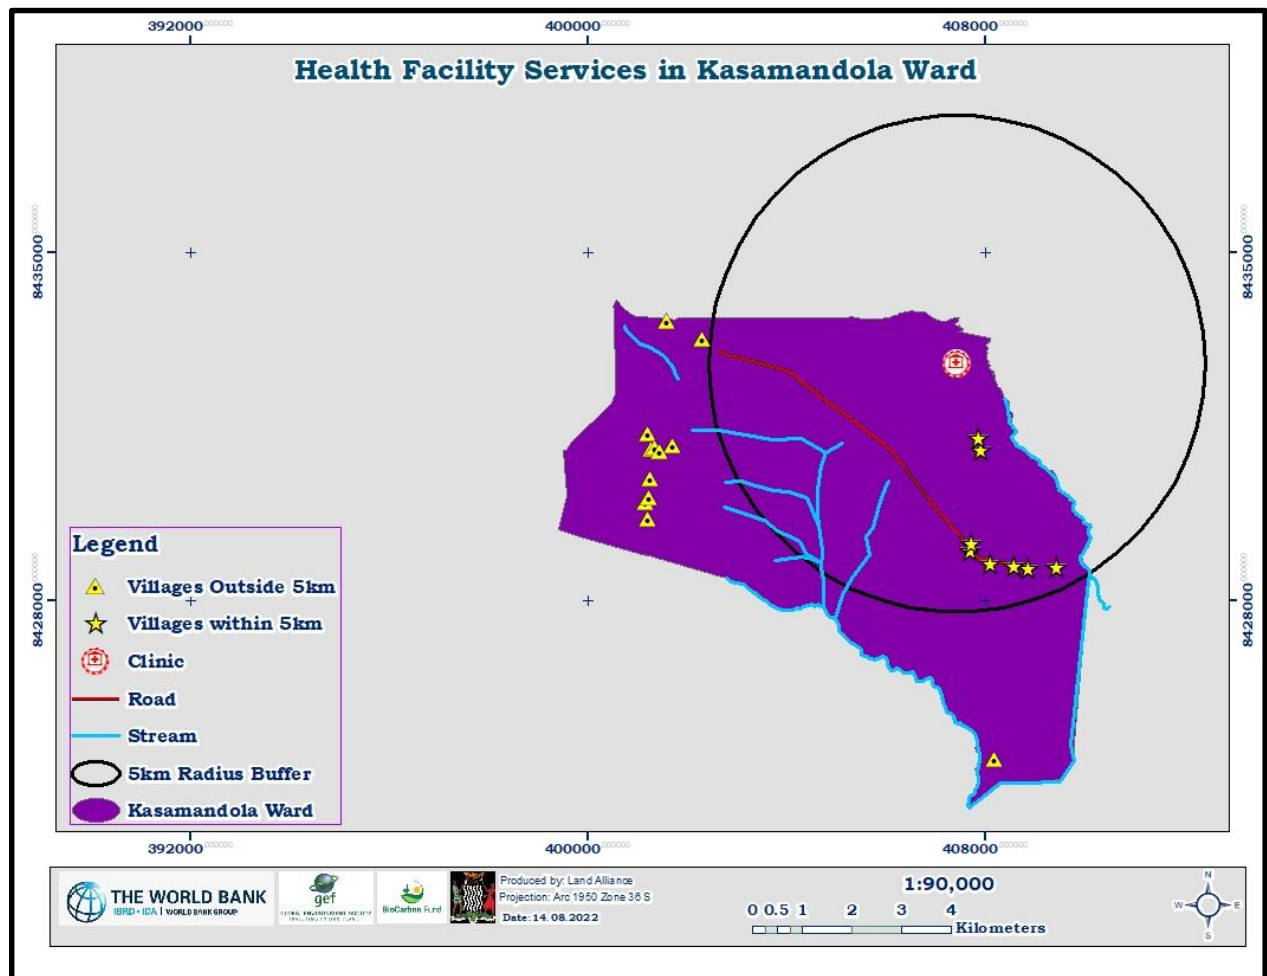 392000 400000 408000
Health Facility Services in Kasamandola Ward
8435000 8435000
8428000 8428000
Legend
Villages Outside 5km
Villages within 5km
Clinic
Road
Stream
5km Radius Buffer
Kasamandola Ward
392000 400000 408000
THE WORLD BANK
IBRD • IDA | WORLD BANK GROUP
gef
GLOBAL ENVIRONMENT FACILITY
BioCarbon Fund
Produced by: Land Alliance
Projection: Arc 1950 Zone 36 S
Date: 14.08.2022
1:90,000
0 0.5 1 2 3 4
Kilometers
N
W E
S